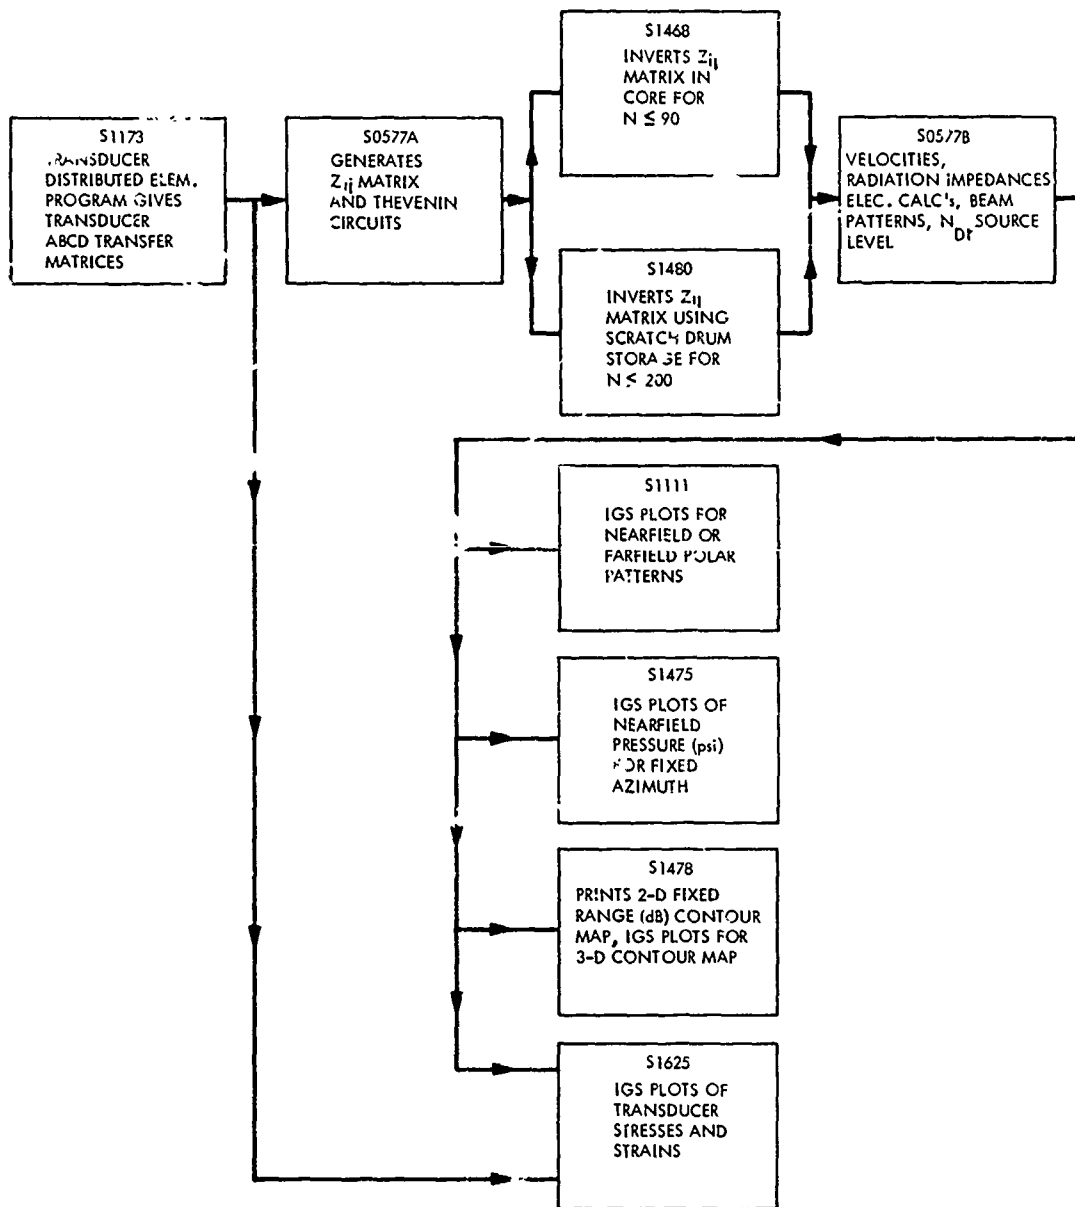 S1173
TRANSDUCER
DISTRIBUTED ELEM.
PROGRAM GIVES
TRANSDUCER
ABCD TRANSFER
MATRICES
S0577A
GENERATES
Zij MATRIX
AND THEVENIN
CIRCUITS
S1468
INVERTS Zij
MATRIX IN
CORE FOR
N ≤ 90
S1480
INVERTS Zij
MATRIX USING
SCRATCH DRUM
STORAGE FOR
N ≤ 200
S0577B
VELOCITIES,
RADIATION IMPEDANCES
ELEC. CALC's, BEAM
PATTERNS, NDI, SOURCE
LEVEL
S1111
IGS PLOTS FOR
NEARFIELD OR
FARFIELD POLAR
PATTERNS
S1475
IGS PLOTS OF
NEARFIELD
PRESSURE (psi)
FOR FIXED
AZIMUTH
S1478
PRINTS 2-D FIXED
RANGE (dB) CONTOUR
MAP, IGS PLOTS FOR
3-D CONTOUR MAP
S1625
IGS PLOTS OF
TRANSDUCER
STRESSES AND
STRAINS